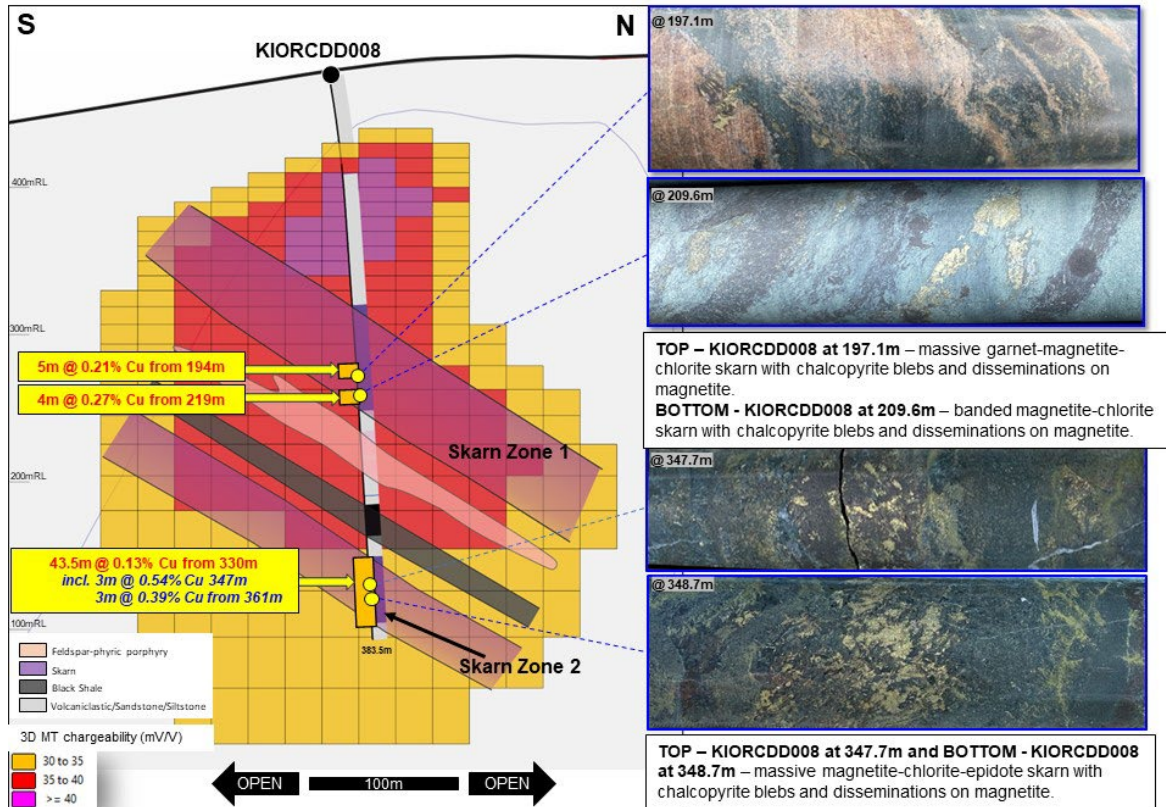 S
N
KIORCDD008
400mRL
300mRL
200mRL
100mRL
5m @ 0.21% Cu from 194m
4m @ 0.27% Cu from 219m
Skarn Zone 1
43.5m @ 0.13% Cu from 330m
incl. 3m @ 0.54% Cu 347m
3m @ 0.39% Cu from 361m
383.5m
Skarn Zone 2
Feldspar-phyric porphyry
Skarn
Black Shale
Volcaniclastic/Sandstone/Siltstone
3D MT chargeability (mV/V)
30 to 35
35 to 40
>= 40
OPEN
100m
OPEN
@ 197.1m
@ 209.6m
TOP – KIORCDD008 at 197.1m – massive garnet-magnetite-
chlorite skarn with chalcopyrite blebs and disseminations on
magnetite.
BOTTOM - KIORCDD008 at 209.6m – banded magnetite-chlorite
skarn with chalcopyrite blebs and disseminations on magnetite.
@ 347.7m
@ 348.7m
TOP – KIORCDD008 at 347.7m and BOTTOM - KIORCDD008
at 348.7m – massive magnetite-chlorite-epidote skarn with
chalcopyrite blebs and disseminations on magnetite.